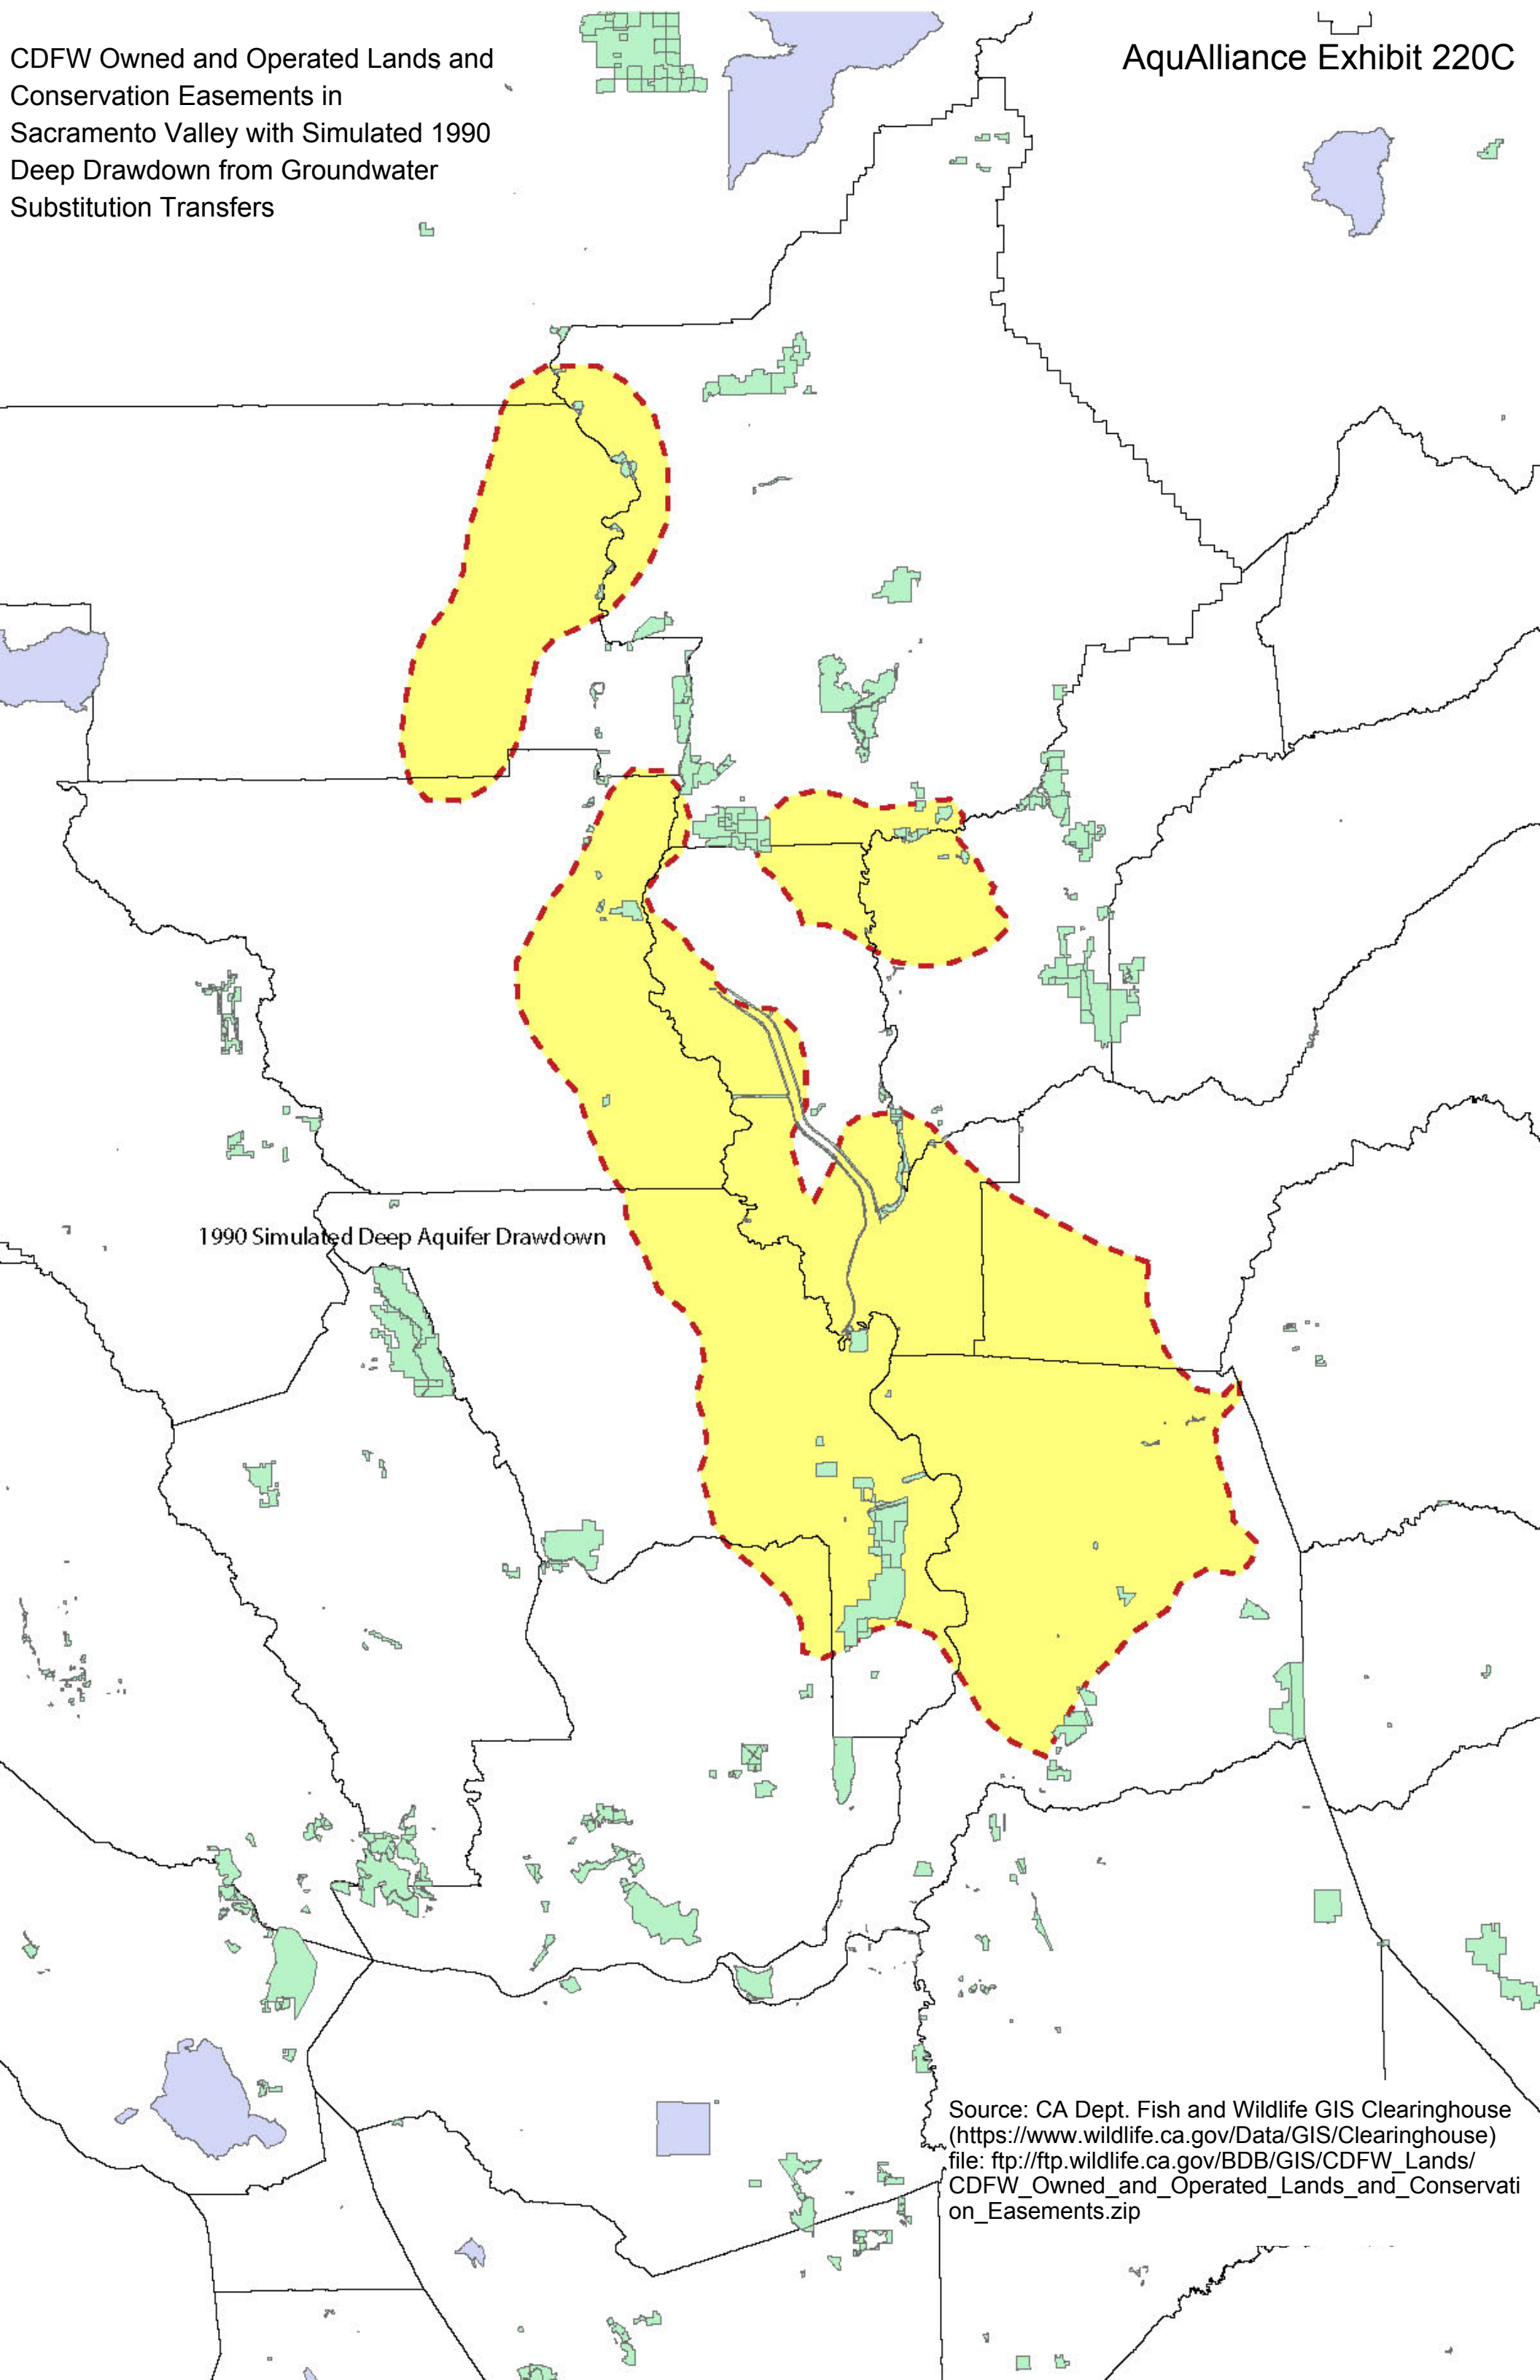 CDFW Owned and Operated Lands and
Conservation Easements in
Sacramento Valley with Simulated 1990
Deep Drawdown from Groundwater
Substitution Transfers
AquAlliance Exhibit 220C
1990 Simulated Deep Aquifer Drawdown
Source: CA Dept. Fish and Wildlife GIS Clearinghouse
(https://www.wildlife.ca.gov/Data/GIS/Clearinghouse)
file: ftp://ftp.wildlife.ca.gov/BDB/GIS/CDFW_Lands/
CDFW_Owned_and_Operated_Lands_and_Conservati
on_Easements.zip